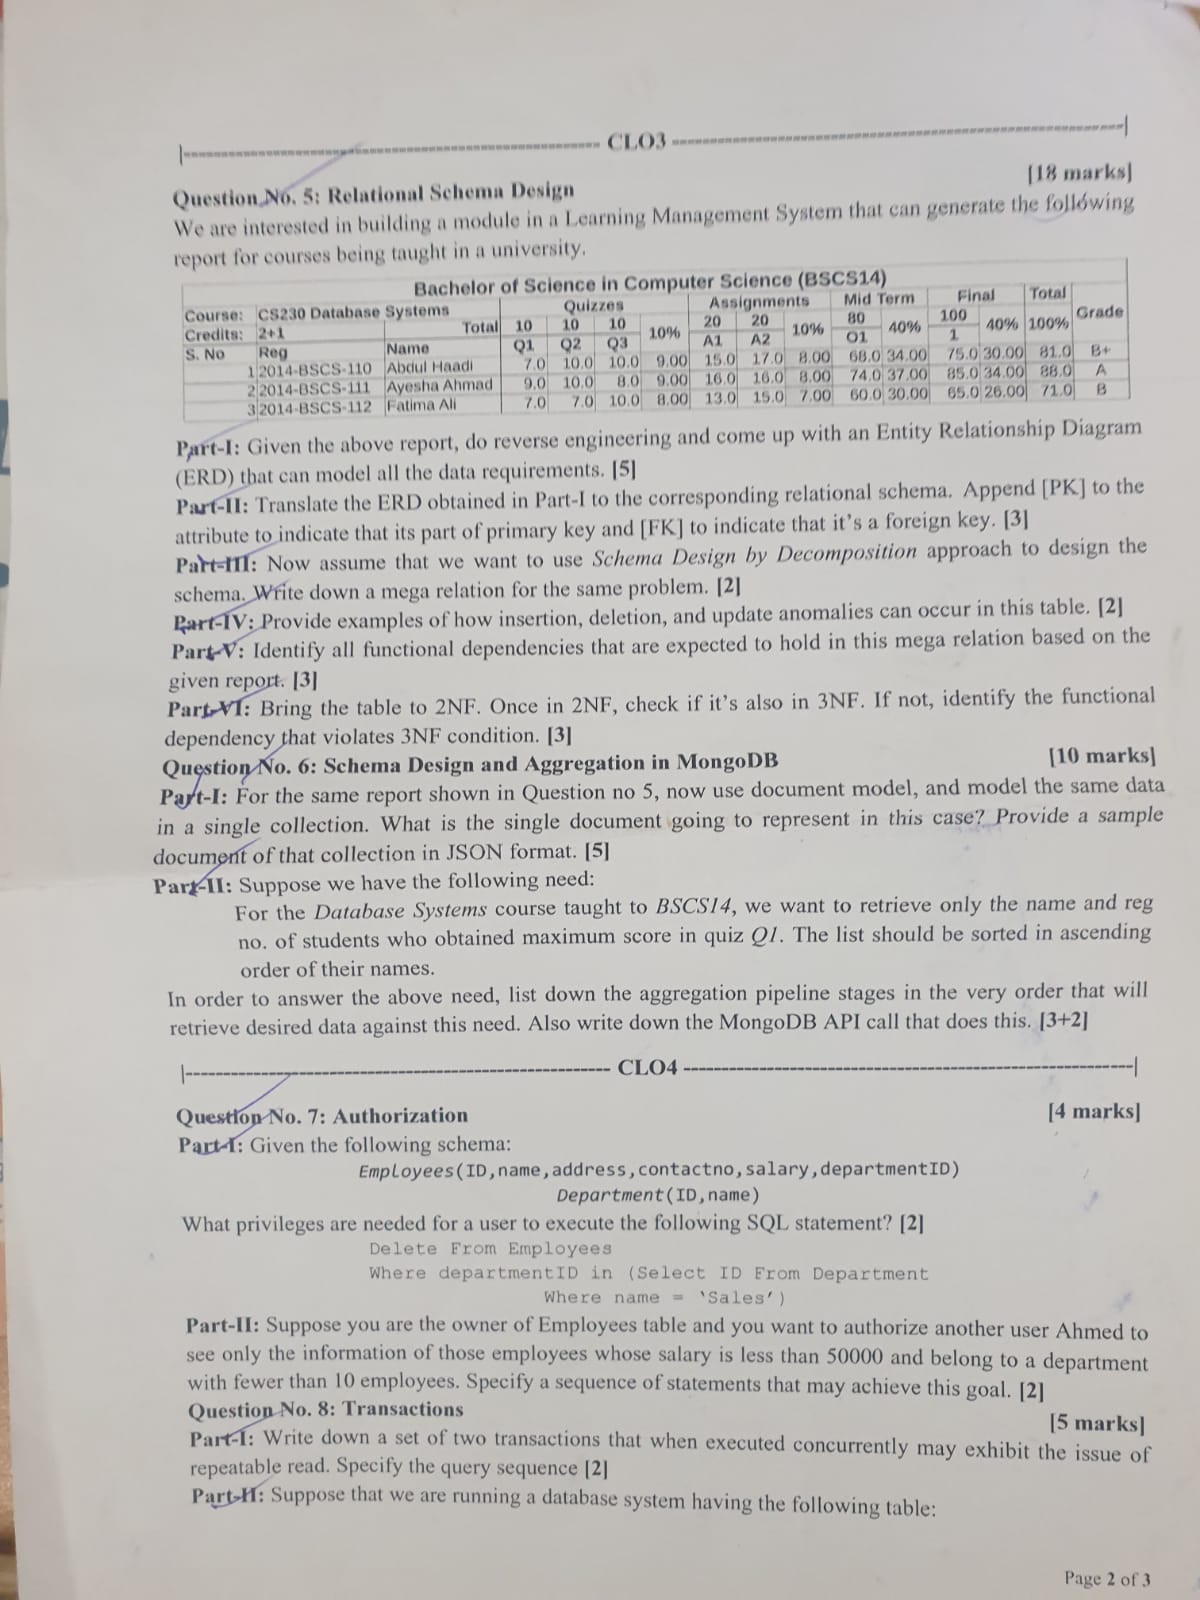 |------------------------------------------------------- CLO3 -------------------------------------------------------------|
[18 marks]
Question No. 5: Relational Schema Design
We are interested in building a module in a Learning Management System that can generate the following
report for courses being taught in a university.
Bachelor of Science in Computer Science (BSCS14)
Course: CS230 Database Systems Quizzes Assignments Mid Term Final Total Grade
Credits: 2+1 Total 10 10 10 10% 20 20 10% 80 40% 100 40% 100%
S. No Reg Name Q1 Q2 Q3 A1 A2 O1 1
1 2014-BSCS-110 Abdul Haadi 7.0 10.0 10.0 9.00 15.0 17.0 8.00 68.0 34.00 75.0 30.00 81.0 B+
2 2014-BSCS-111 Ayesha Ahmad 9.0 10.0 8.0 9.00 16.0 16.0 8.00 74.0 37.00 85.0 34.00 88.0 A
3 2014-BSCS-112 Fatima Ali 7.0 7.0 10.0 8.00 13.0 15.0 7.00 60.0 30.00 65.0 26.00 71.0 B
Part-I: Given the above report, do reverse engineering and come up with an Entity Relationship Diagram
(ERD) that can model all the data requirements. [5]
Part-II: Translate the ERD obtained in Part-I to the corresponding relational schema. Append [PK] to the
attribute to indicate that its part of primary key and [FK] to indicate that it's a foreign key. [3]
Part-III: Now assume that we want to use Schema Design by Decomposition approach to design the
schema. Write down a mega relation for the same problem. [2]
Part-IV: Provide examples of how insertion, deletion, and update anomalies can occur in this table. [2]
Part-V: Identify all functional dependencies that are expected to hold in this mega relation based on the
given report. [3]
Part-VI: Bring the table to 2NF. Once in 2NF, check if it's also in 3NF. If not, identify the functional
dependency that violates 3NF condition. [3]
Question No. 6: Schema Design and Aggregation in MongoDB [10 marks]
Part-I: For the same report shown in Question no 5, now use document model, and model the same data
in a single collection. What is the single document going to represent in this case? Provide a sample
document of that collection in JSON format. [5]
Part-II: Suppose we have the following need:
For the Database Systems course taught to BSCS14, we want to retrieve only the name and reg
no. of students who obtained maximum score in quiz Q1. The list should be sorted in ascending
order of their names.
In order to answer the above need, list down the aggregation pipeline stages in the very order that will
retrieve desired data against this need. Also write down the MongoDB API call that does this. [3+2]
|------------------------------------------------------- CLO4 -------------------------------------------------------------|
Question No. 7: Authorization [4 marks]
Part-I: Given the following schema:
Employees(ID,name,address,contactno,salary,departmentID)
Department(ID,name)
What privileges are needed for a user to execute the following SQL statement? [2]
Delete From Employees
Where departmentID in (Select ID From Department
Where name = 'Sales')
Part-II: Suppose you are the owner of Employees table and you want to authorize another user Ahmed to
see only the information of those employees whose salary is less than 50000 and belong to a department
with fewer than 10 employees. Specify a sequence of statements that may achieve this goal. [2]
Question No. 8: Transactions [5 marks]
Part-I: Write down a set of two transactions that when executed concurrently may exhibit the issue of
repeatable read. Specify the query sequence [2]
Part-II: Suppose that we are running a database system having the following table:
Page 2 of 3